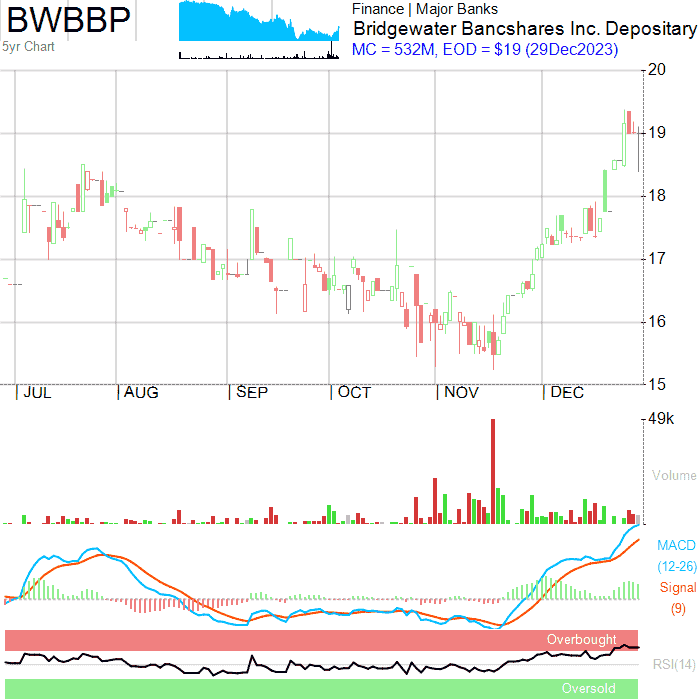 BWBBP
5yr Chart
Finance | Major Banks
Bridgewater Bancshares Inc. Depositary
MC = 532M, EOD = $19 (29Dec2023)
20
19
18
17
16
15
JUL AUG SEP OCT NOV DEC
49k
Volume
MACD
(12-26)
Signal
(9)
Overbought
RSI(14)
Oversold